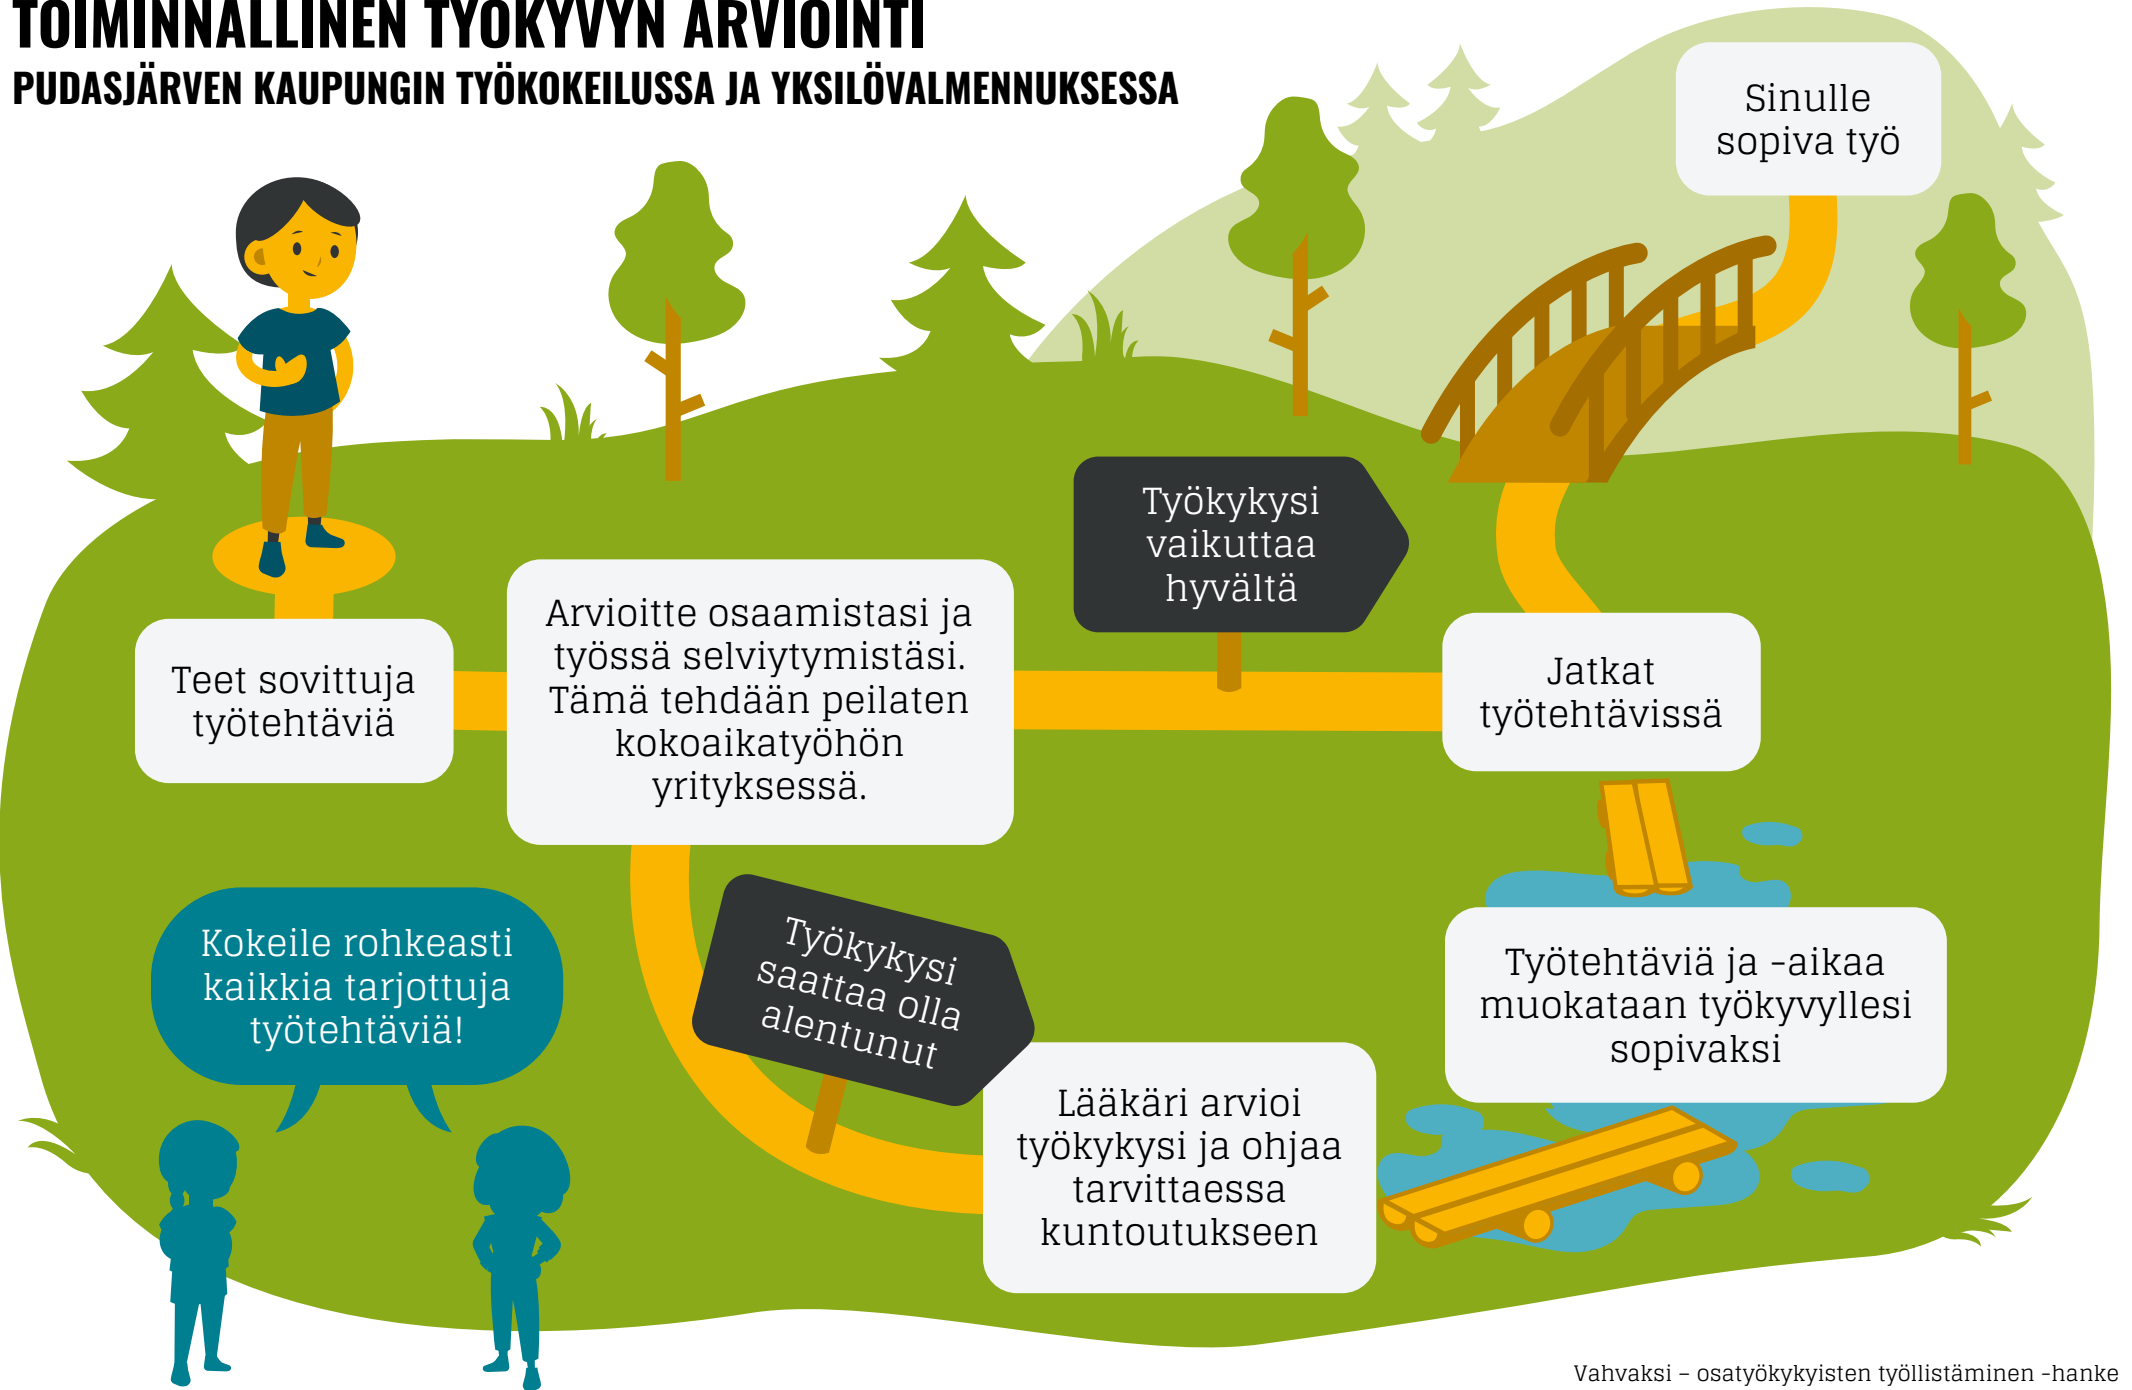 TOIMINNALLINEN TYÖKYVYN ARVIOINTI
PUDASJÄRVEN KAUPUNGIN TYÖKOKEILUSSA JA YKSILÖVALMENNUKSESSA
Sinulle
sopiva työ
Työkykysi
vaikuttaa
hyvältä
Teet sovittuja
työtehtäviä
Arvioitte osaamistasi ja
työssä selviytymistäsi.
Tämä tehdään peilaten
kokoaikatyöhön
yrityksessä.
Jatkat
työtehtävissä
Kokeile rohkeasti
kaikkia tarjottuja
työtehtäviä!
Työkykysi
saattaa olla
alentunut
Työtehtäviä ja -aikaa
muokataan työkyvyllesi
sopivaksi
Lääkäri arvioi
työkykysi ja ohjaa
tarvittaessa
kuntoutukseen
Vahvaksi – osatyökykyisten työllistäminen -hanke